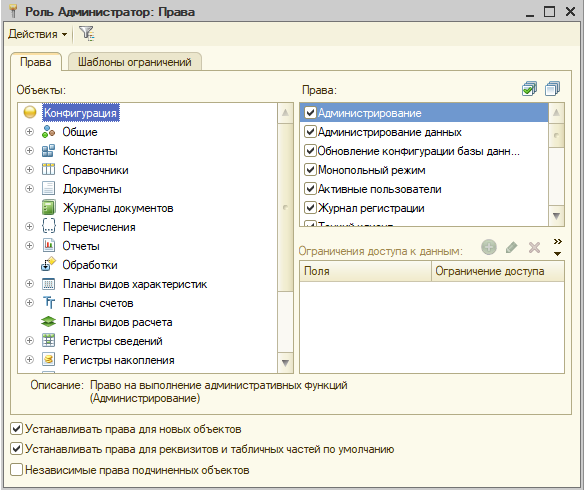 Роль Администратор: Права
Действия
Права
Шаблоны ограничений
Объекты:
Конфигурация
Общие
Константы
Справочники
Документы
Журналы документов
Перечисления
Отчеты
Обработки
Планы видов характеристик
Планы счетов
Планы видов расчета
Регистры сведений
Регистры накопления
Права:
Администрирование
Администрирование данных
Обновление конфигурации базы данн...
Монопольный режим
Активные пользователи
Журнал регистрации
Тонкий клиент
Ограничения доступа к данным:
Поля
Ограничение доступа
Описание: Право на выполнение административных функций
(Администрирование)
Устанавливать права для новых объектов
Устанавливать права для реквизитов и табличных частей по умолчанию
Независимые права подчиненных объектов